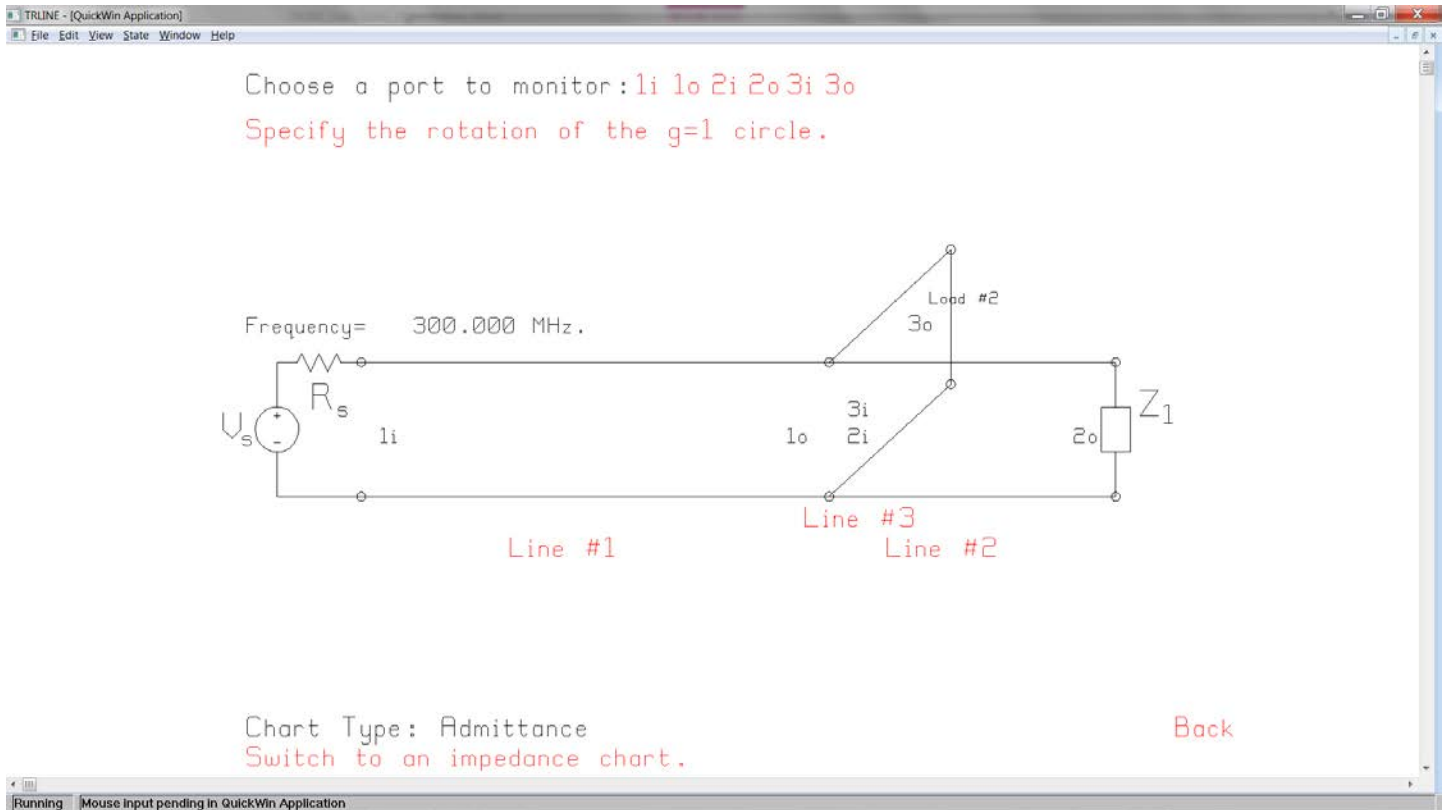 TRLINE - [QuickWin Application]
File Edit View State Window Help
Choose a port to monitor: 1i 1o 2i 2o 3i 3o
Specify the rotation of the g=1 circle.
Load #2
3o
Frequency= 300.000 MHz.
Rs
Vs
+
-
1i
1o
3i
2i
2o
Z1
Line #3
Line #1
Line #2
Chart Type: Admittance
Back
Switch to an impedance chart.
Running Mouse input pending in QuickWin Application